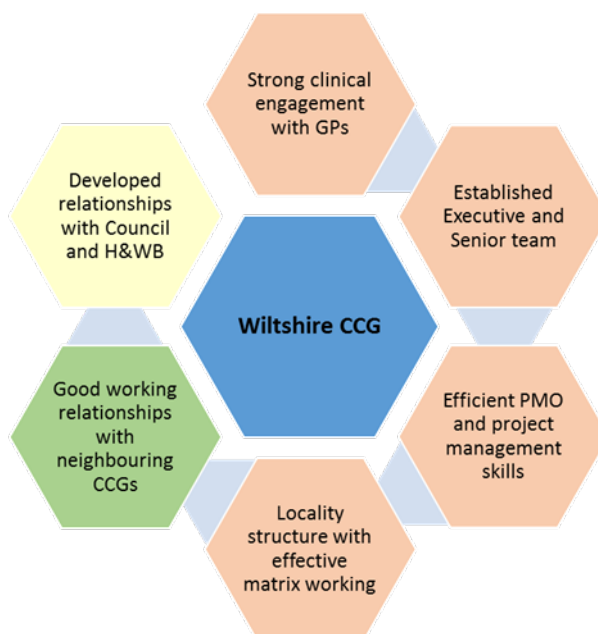 Strong clinical
engagement
with GPs
Developed
relationships
with Council
and H&WB
Established
Executive and
Senior team
Wiltshire CCG
Good working
relationships
with
neighbouring
CCGs
Efficient PMO
and project
management
skills
Locality
structure with
effective
matrix working